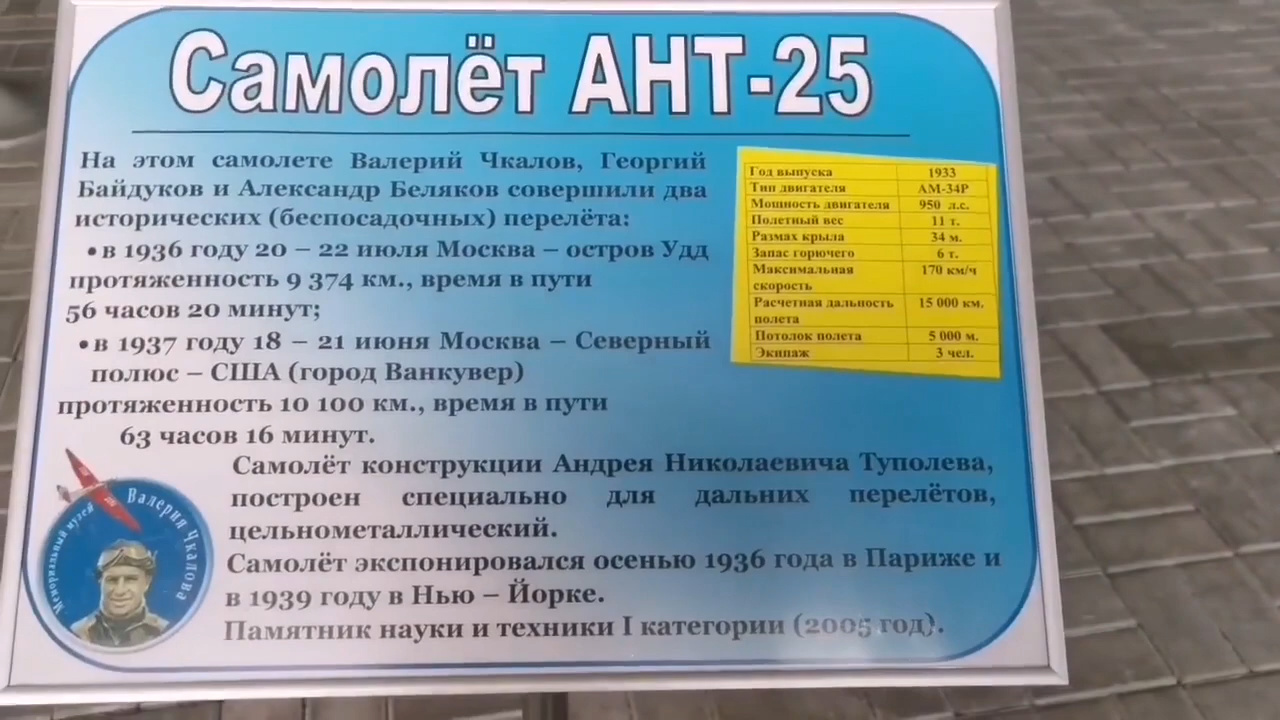 Самолёт АНТ-25
На этом самолете Валерий Чкалов, Георгий
Байдуков и Александр Беляков совершили два
исторических (беспосадочных) перелёта:
•в 1936 году 20 – 22 июля Москва – остров Удд
протяженность 9 374 км., время в пути
56 часов 20 минут;
•в 1937 году 18 – 21 июня Москва – Северный
полюс – США (город Ванкувер)
протяженность 10 100 км., время в пути
63 часов 16 минут.
Самолёт конструкции Андрея Николаевича Туполева,
построен специально для дальних перелётов,
цельнометаллический.
Самолёт экспонировался осенью 1936 года в Париже и
в 1939 году в Нью – Йорке.
Памятник науки и техники I категории (2005 год).
Год выпуска 1933
Тип двигателя АМ-34Р
Мощность двигателя 950 л.с.
Полетный вес 11 т.
Размах крыла 34 м.
Запас горючего 6 т.
Максимальная 170 км/ч
скорость
Расчетная дальность 15 000 км.
полета
Потолок полета 5 000 м.
Экипаж 3 чел.
Мемориальный музей Валерия Чкалова